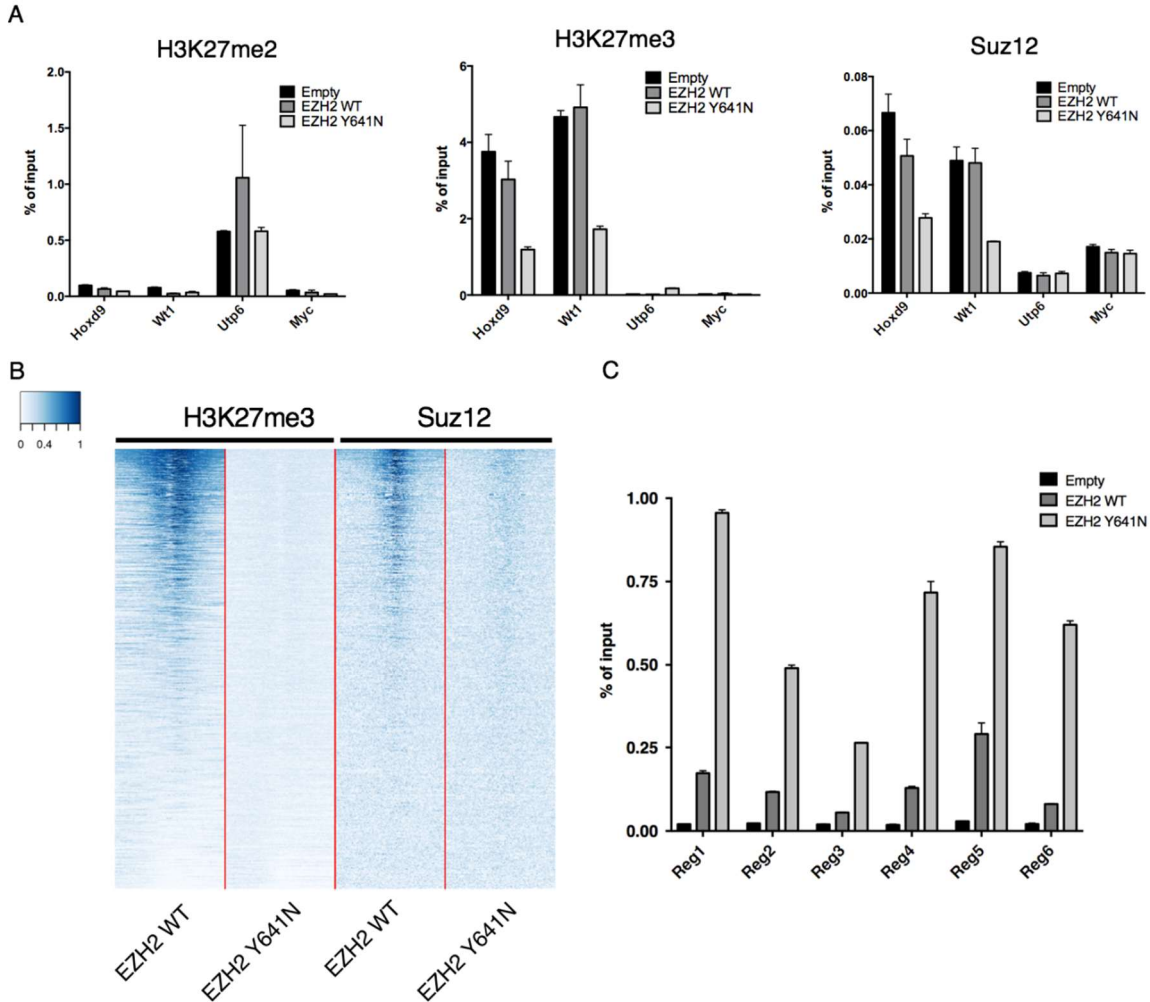 A
H3K27me2
2.0
1.5
1.0
0.5
0.0
% of input
Empty
EZH2 WT
EZH2 Y641N
Hoxd9
Wt1
Utp6
Myc
H3K27me3
6
4
2
0
% of input
Empty
EZH2 WT
EZH2 Y641N
Hoxd9
Wt1
Utp6
Myc
Suz12
0.08
0.06
0.04
0.02
0.00
% of input
Empty
EZH2 WT
EZH2 Y641N
Hoxd9
Wt1
Utp6
Myc
B
0 0.4 1
H3K27me3
Suz12
EZH2 WT
EZH2 Y641N
EZH2 WT
EZH2 Y641N
C
Empty
EZH2 WT
EZH2 Y641N
1.00
0.75
0.50
0.25
0.00
% of input
Reg1
Reg2
Reg3
Reg4
Reg5
Reg6